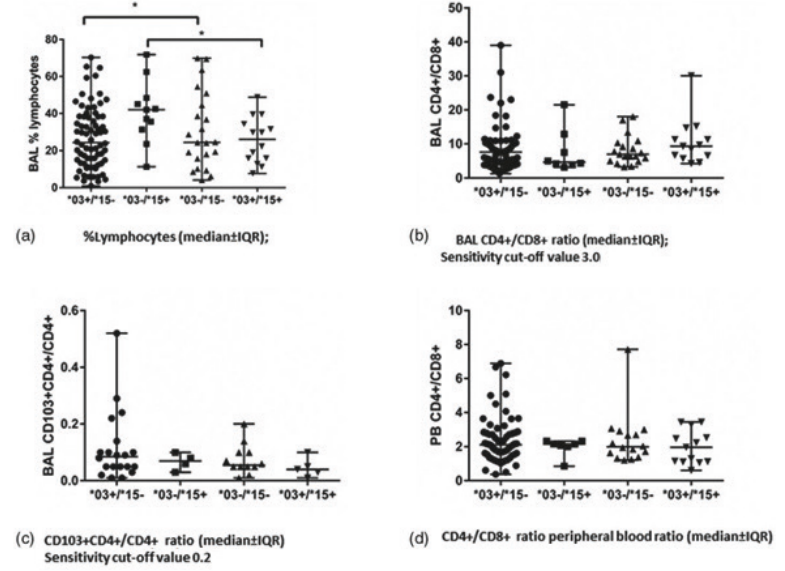 *
*
80
60
40
20
0
BAL % lymphocytes
*03+/*15- *03-/*15+ *03-/*15- *03+/*15+
(a) %Lymphocytes (median±IQR);
50
40
30
20
10
0
BAL CD4+/CD8+
*03+/*15- *03-/*15+ *03-/*15- *03+/*15+
(b) BAL CD4+/CD8+ ratio (median±IQR);
Sensitivity cut-off value 3.0
0.6
0.4
0.2
0.0
BAL CD103+CD4+/CD4+
*03+/*15- *03-/*15+ *03-/*15- *03+/*15+
(c) CD103+CD4+/CD4+ ratio (median±IQR)
Sensitivity cut-off value 0.2
10
8
6
4
2
0
PB CD4+/CD8+
*03+/*15- *03-/*15+ *03-/*15- *03+/*15+
(d) CD4+/CD8+ ratio peripheral blood ratio (median±IQR)